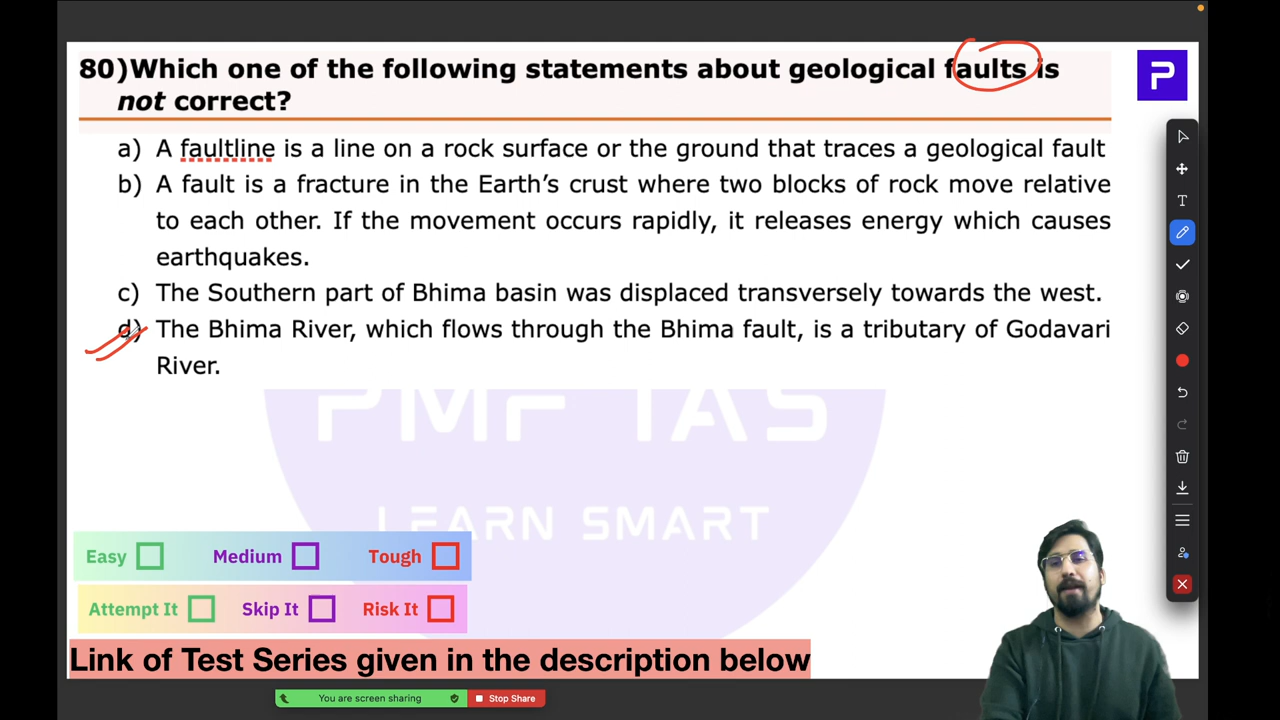 80)Which one of the following statements about geological faults is
not correct?
P
a) A faultline is a line on a rock surface or the ground that traces a geological fault
b) A fault is a fracture in the Earth's crust where two blocks of rock move relative
to each other. If the movement occurs rapidly, it releases energy which causes
earthquakes.
c) The Southern part of Bhima basin was displaced transversely towards the west.
d) The Bhima River, which flows through the Bhima fault, is a tributary of Godavari
River.
PMF IAS
LEARN SMART
Easy Medium Tough
Attempt It Skip It Risk It
Link of Test Series given in the description below
You are screen sharing Stop Share
T